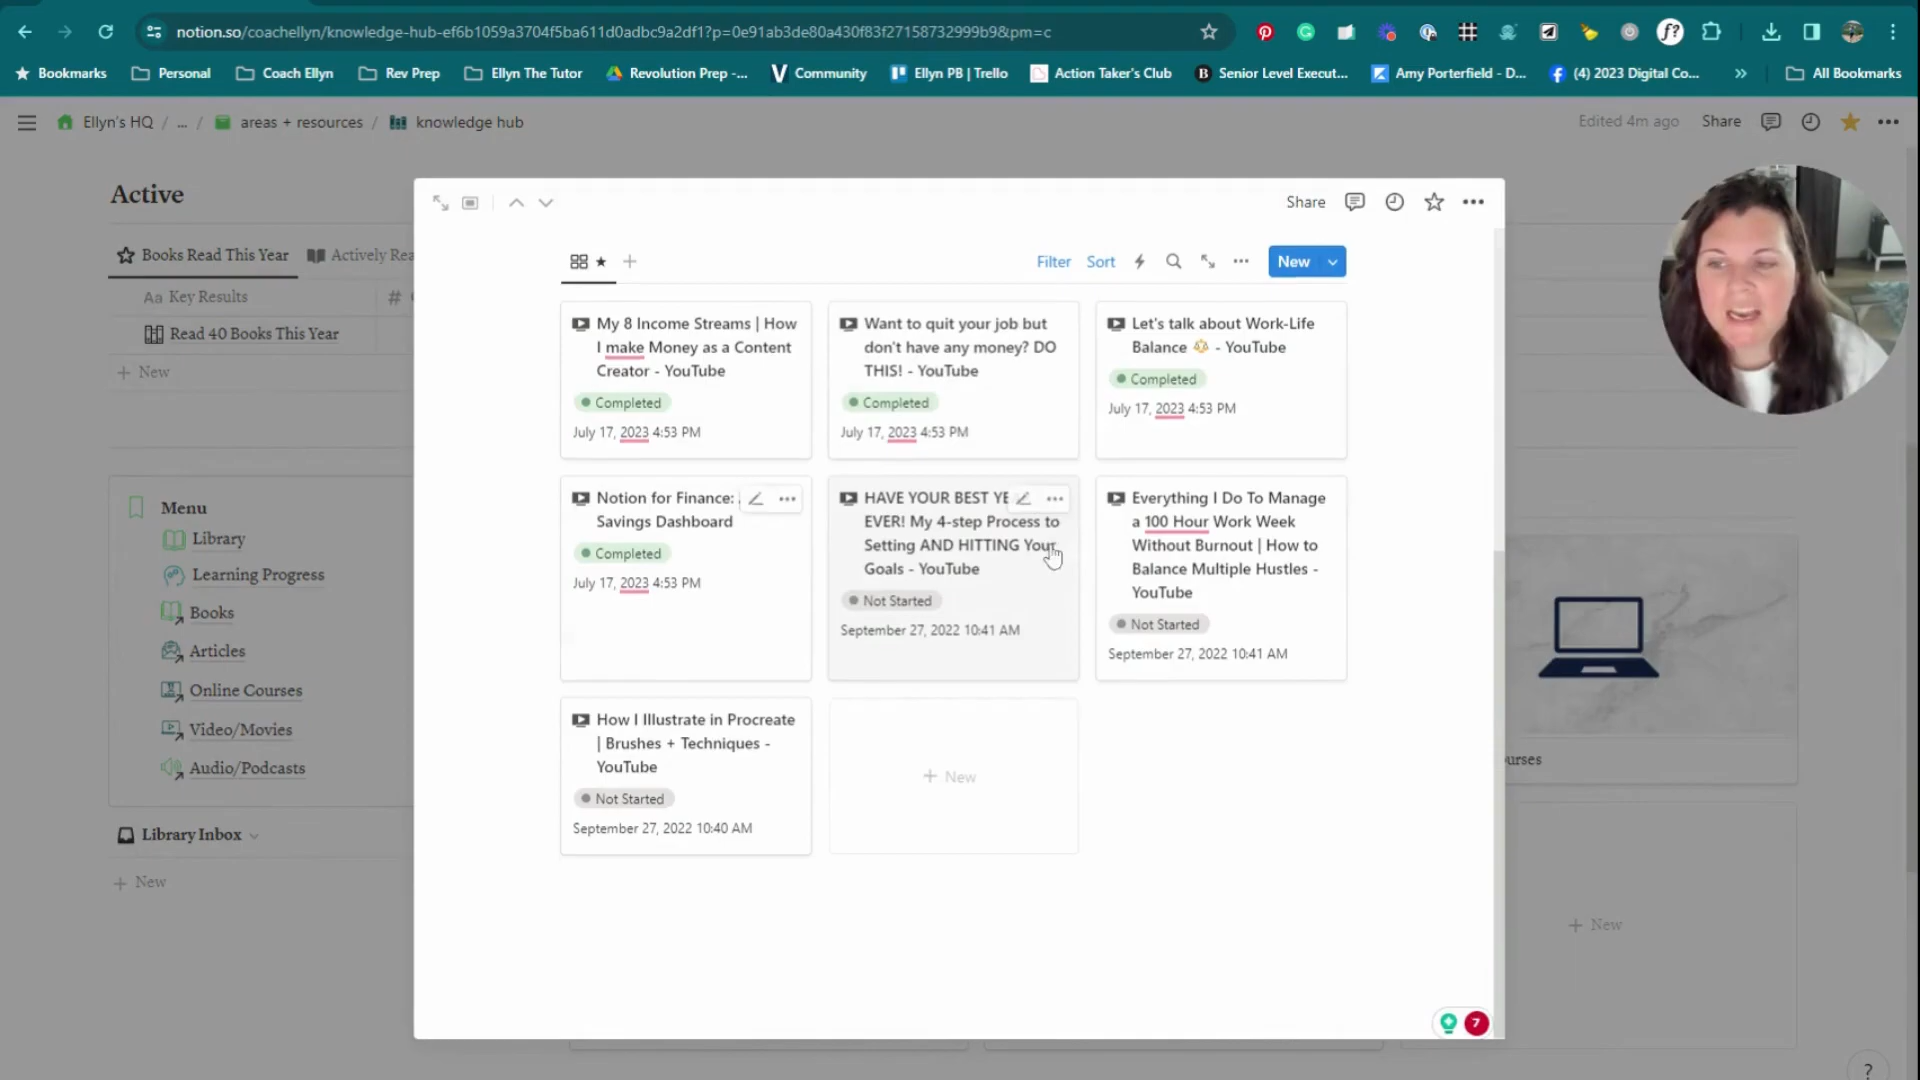 notion.so/coachellyn/knowledge-hub-ef6b1059a3704f5ba611d0adbc9a2df1?p=0e91ab3de80a430f83f27158732999b9&pm=c
Bookmarks
Personal
Coach Ellyn
Rev Prep
Ellyn The Tutor
Revolution Prep -...
Community
Ellyn PB | Trello
Action Taker's Club
Senior Level Execut...
Amy Porterfield - D...
(4) 2023 Digital Co...
»
All Bookmarks
Ellyn's HQ / ... / areas + resources / knowledge hub
Edited 4m ago
Share
Active
Books Read This Year
Actively Rea
Aa Key Results
#
Read 40 Books This Year
+ New
Menu
Library
Learning Progress
Books
Articles
Online Courses
Video/Movies
Audio/Podcasts
Library Inbox
+ New
Share
Filter
Sort
New
My 8 Income Streams | How
I make Money as a Content
Creator - YouTube
Completed
July 17, 2023 4:53 PM
Want to quit your job but
don't have any money? DO
THIS! - YouTube
Completed
July 17, 2023 4:53 PM
Let's talk about Work-Life
Balance - YouTube
Completed
July 17, 2023 4:53 PM
Notion for Finance:
Savings Dashboard
Completed
July 17, 2023 4:53 PM
HAVE YOUR BEST YE
EVER! My 4-step Process to
Setting AND HITTING Your
Goals - YouTube
Not Started
September 27, 2022 10:41 AM
Everything I Do To Manage
a 100 Hour Work Week
Without Burnout | How to
Balance Multiple Hustles -
YouTube
Not Started
September 27, 2022 10:41 AM
How I Illustrate in Procreate
| Brushes + Techniques -
YouTube
Not Started
September 27, 2022 10:40 AM
+ New
urses
+ New
7
?